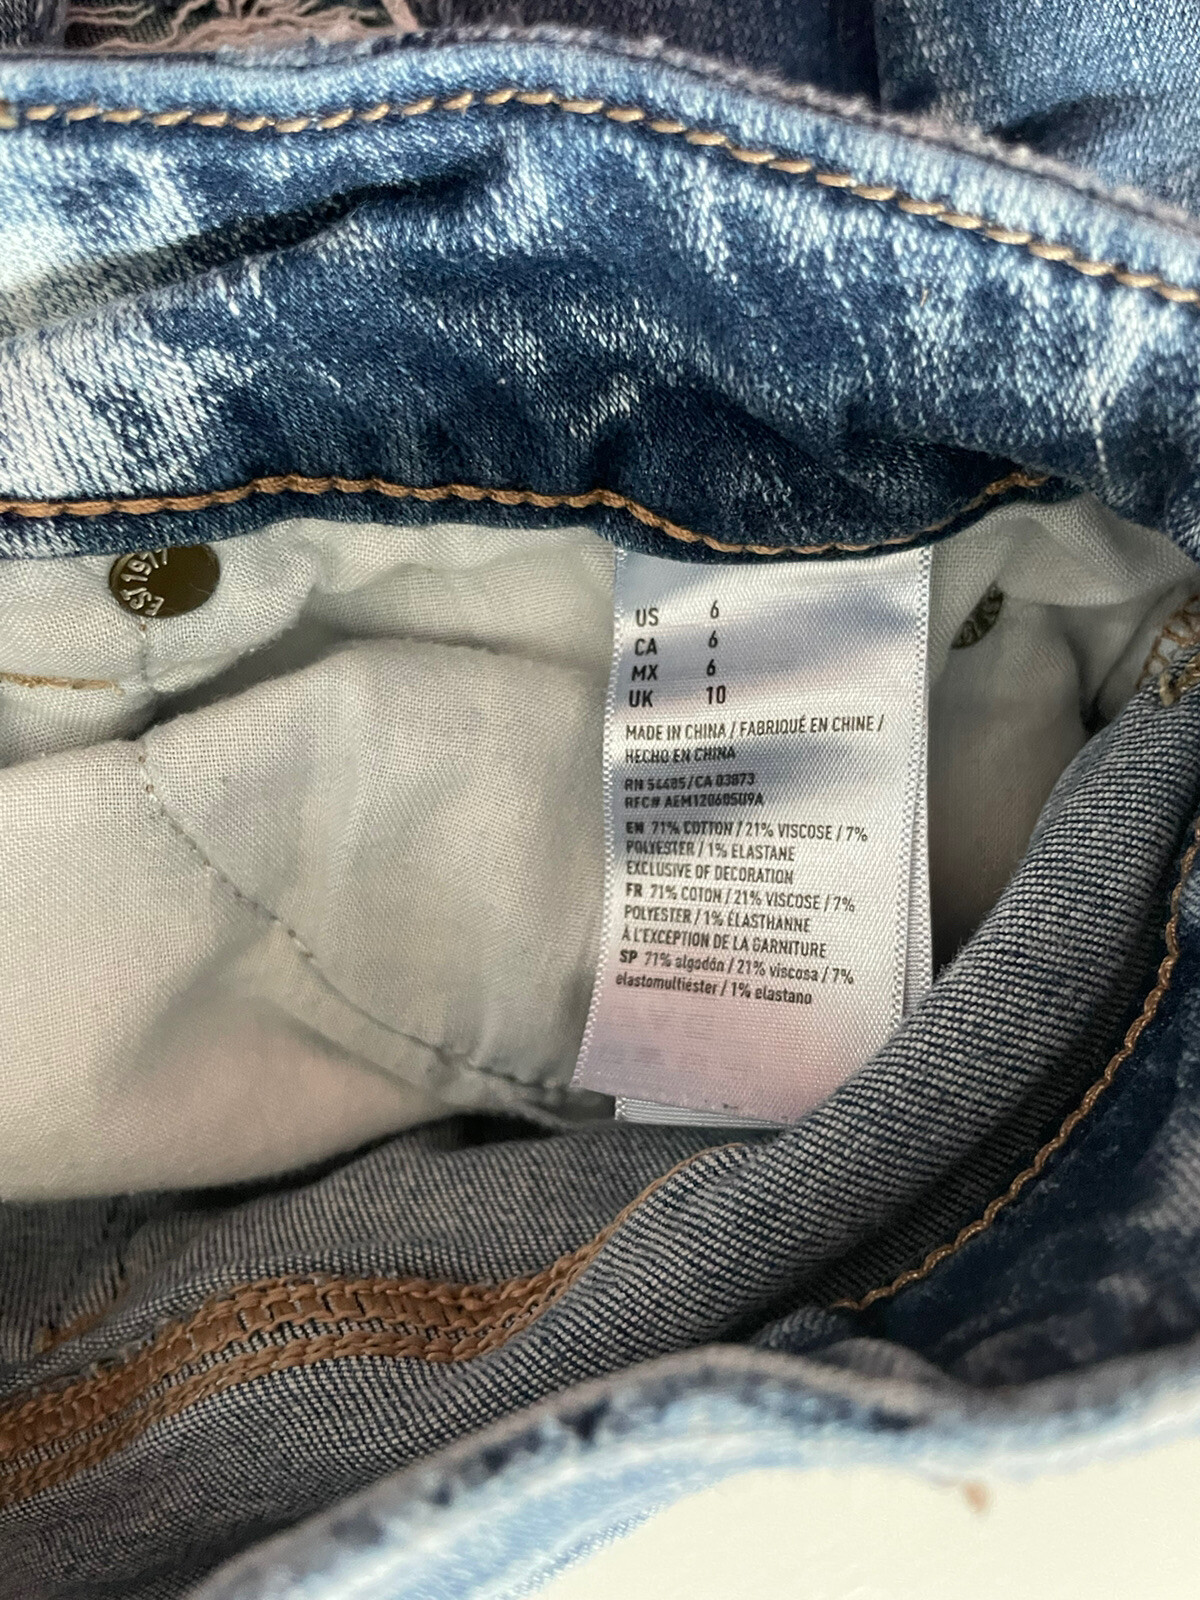 EST 1977
US 6
CA 6
MX 6
UK 10
MADE IN CHINA / FABRIQUÉ EN CHINE /
HECHO EN CHINA
RN 54485/CA 03873
RFC# AEM120605U9A
EN 71% COTTON / 21% VISCOSE / 7%
POLYESTER / 1% ELASTANE
EXCLUSIVE OF DECORATION
FR 71% COTON / 21% VISCOSE / 7%
POLYESTER / 1% ÉLASTHANNE
À L'EXCEPTION DE LA GARNITURE
SP 71% algodón / 21% viscosa / 7%
elastomultiéster / 1% elastano